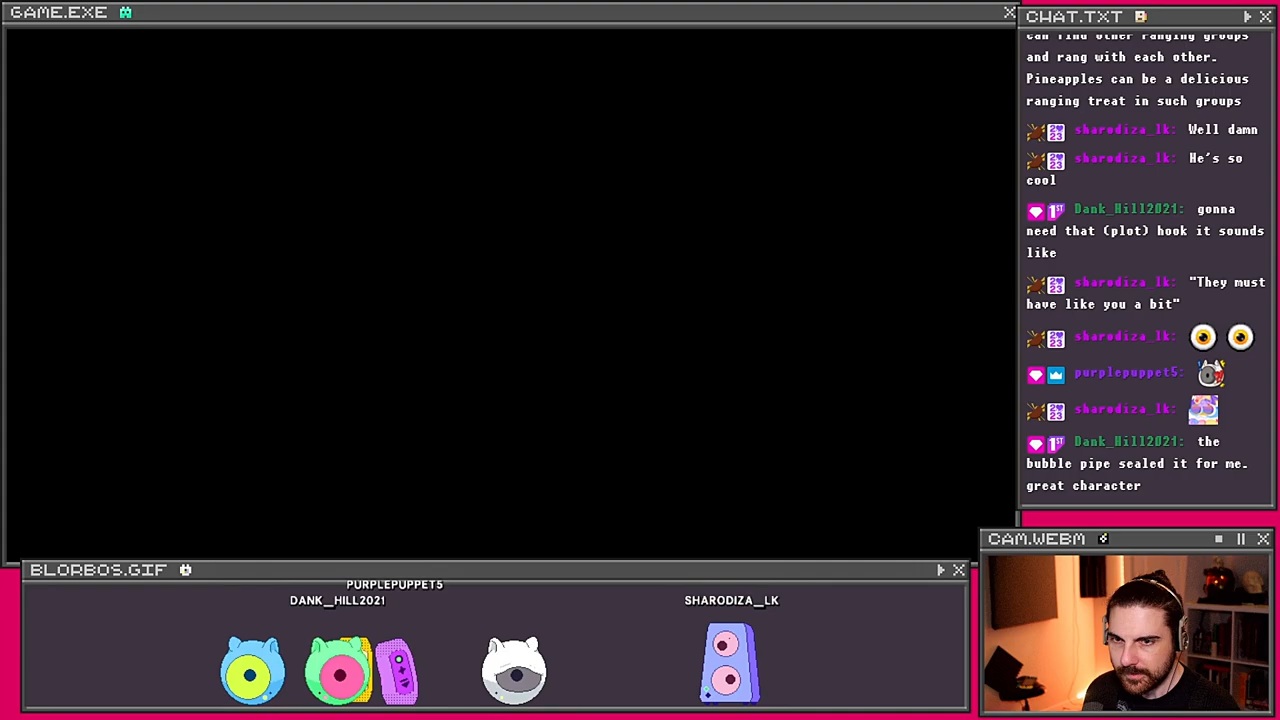 GAME.EXE
CHAT.TXT
can find other ranging groups
and rang with each other.
Pineapples can be a delicious
ranging treat in such groups
sharodiza_lk: Well damn
sharodiza_lk: He's so
cool
Dank_Hill2021: gonna
need that (plot) hook it sounds
like
sharodiza_lk: "They must
have like you a bit"
sharodiza_lk:
purplepuppet5:
sharodiza_lk:
Dank_Hill2021: the
bubble pipe sealed it for me.
great character
CAM.WEBM
BLORBOS.GIF
PURPLEPUPPET5
DANK_HILL2021
SHARODIZA_LK